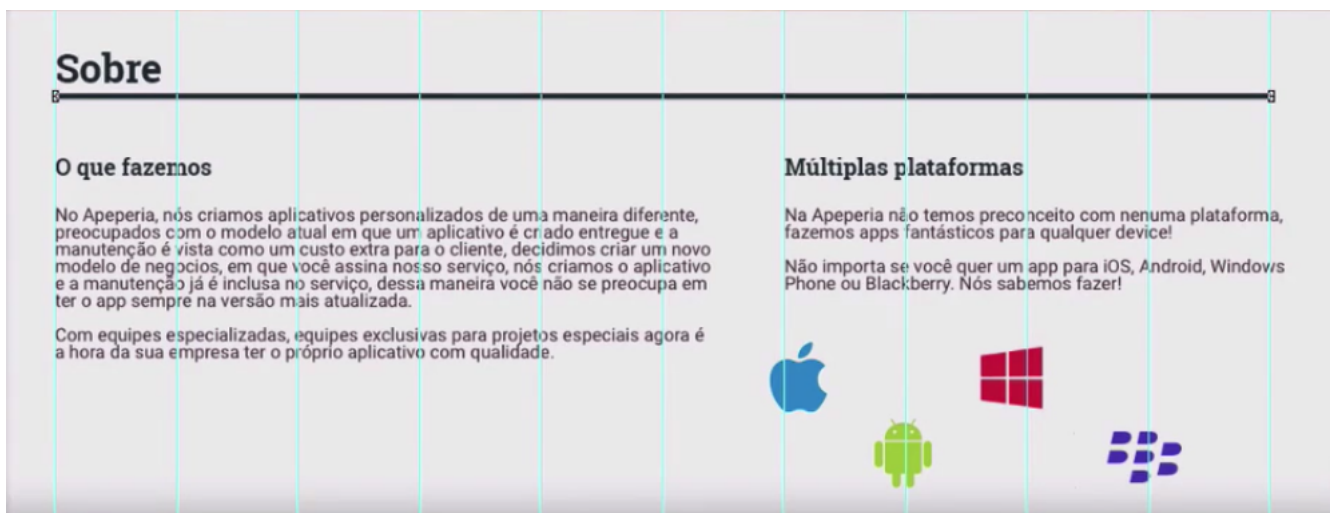 Sobre
O que fazemos
No Apeperia, nós criamos aplicativos personalizados de uma maneira diferente,
preocupados com o modelo atual em que um aplicativo é criado entregue e a
manutenção é vista como um custo extra para o cliente, decidimos criar um novo
modelo de negocios, em que você assina nosso serviço, nós criamos o aplicativo
e a manutenção já é inclusa no serviço, dessa maneira você não se preocupa em
ter o app sempre na versão mais atualizada.
Com equipes especializadas, equipes exclusivas para projetos especiais agora é
a hora da sua empresa ter o próprio aplicativo com qualidade.
Múltiplas plataformas
Na Apeperia não temos preconceito com nenuma plataforma,
fazemos apps fantásticos para qualquer device!
Não importa se você quer um app para iOS, Android, Windows
Phone ou Blackberry. Nós sabemos fazer!